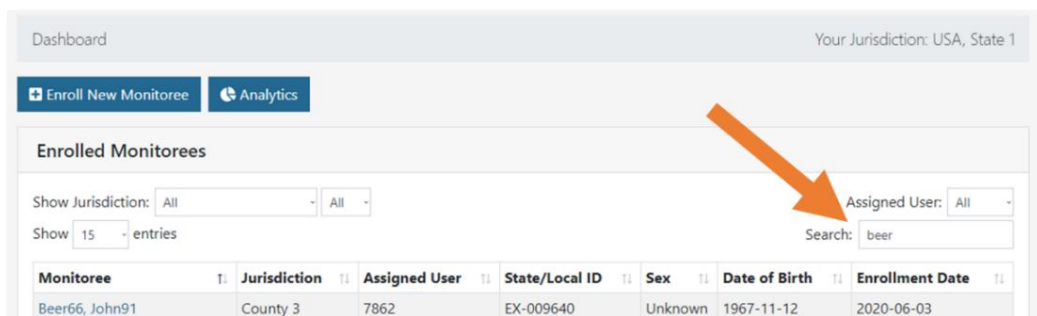 Dashboard Your Jurisdiction: USA, State 1
Enroll New Monitoree Analytics
Enrolled Monitorees
Show Jurisdiction: All All Assigned User: All
Show 15 entries Search: beer
Monitoree Jurisdiction Assigned User State/Local ID Sex Date of Birth Enrollment Date
Beer66, John91 County 3 7862 EX-009640 Unknown 1967-11-12 2020-06-03